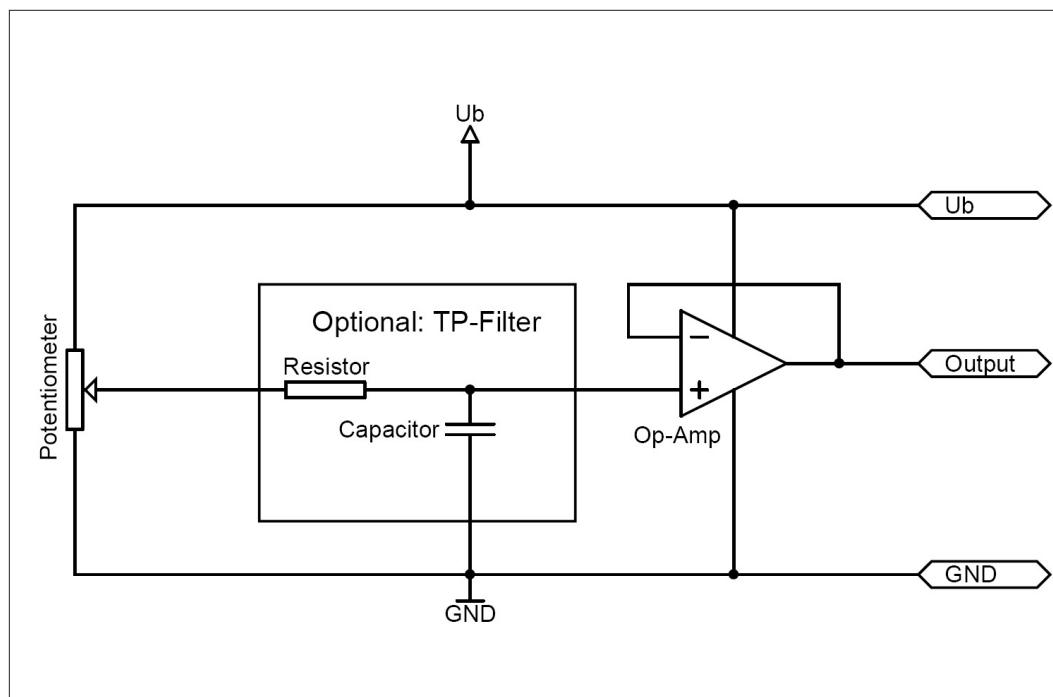 Ub
Ub
Optional: TP-Filter
Resistor
Potentiometer
Capacitor
Op-Amp
Output
GND
GND